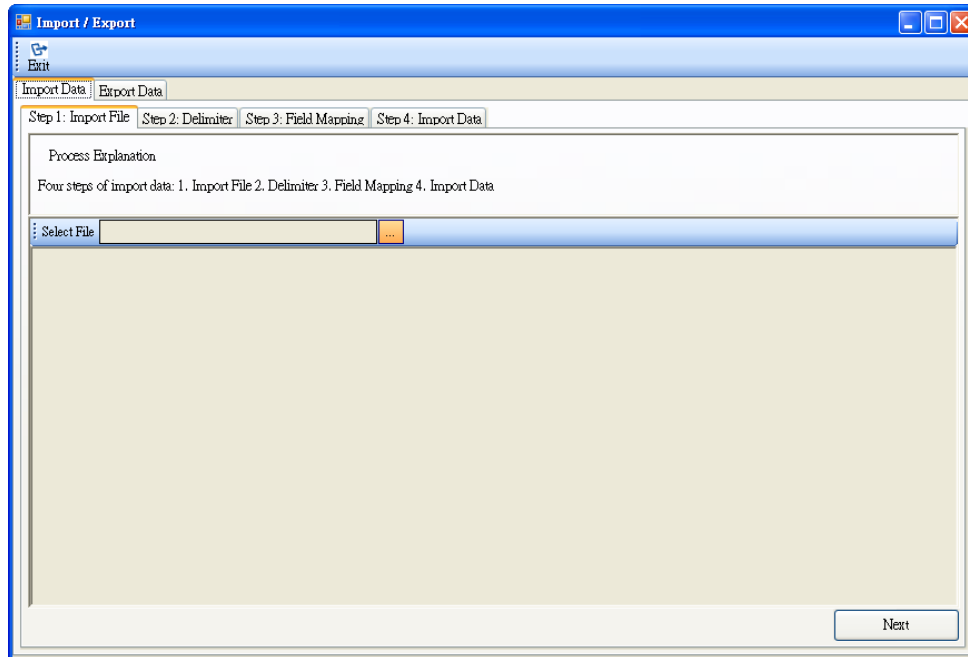 Import / Export
Exit
Import Data Export Data
Step 1: Import File Step 2: Delimiter Step 3: Field Mapping Step 4: Import Data
Process Explanation
Four steps of import data: 1. Import File 2. Delimiter 3. Field Mapping 4. Import Data
Select File ...
Next